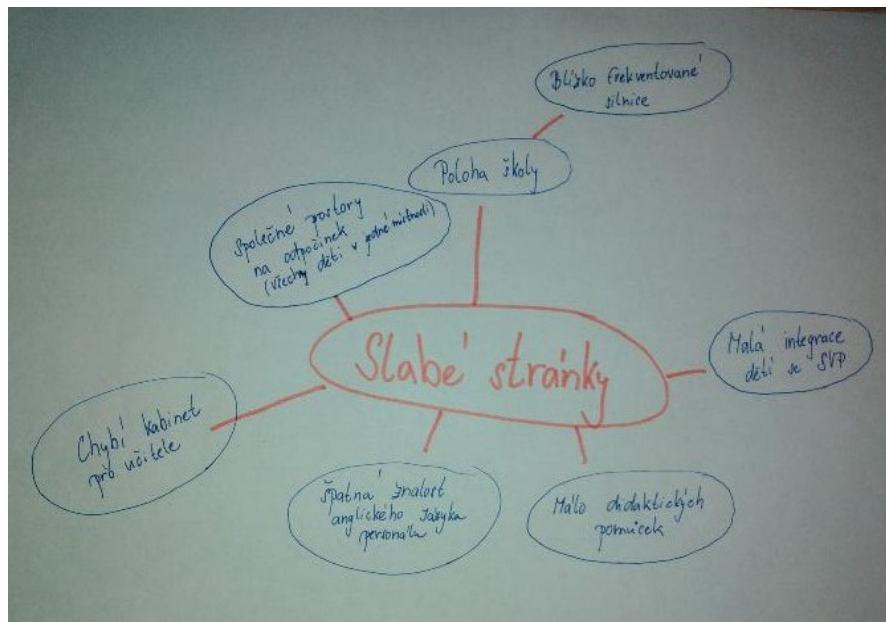 Blízko frekventované
silnice
Poloha školy
Společné postory
na odpočinek
(všechny děti v jedné místnosti)
Slabé stránky
Malá integrace
dětí se SVP
Chybí kabinet
pro učitele
Špatná znalost
anglického jazyka
personálu
Málo didaktických
pomůcek